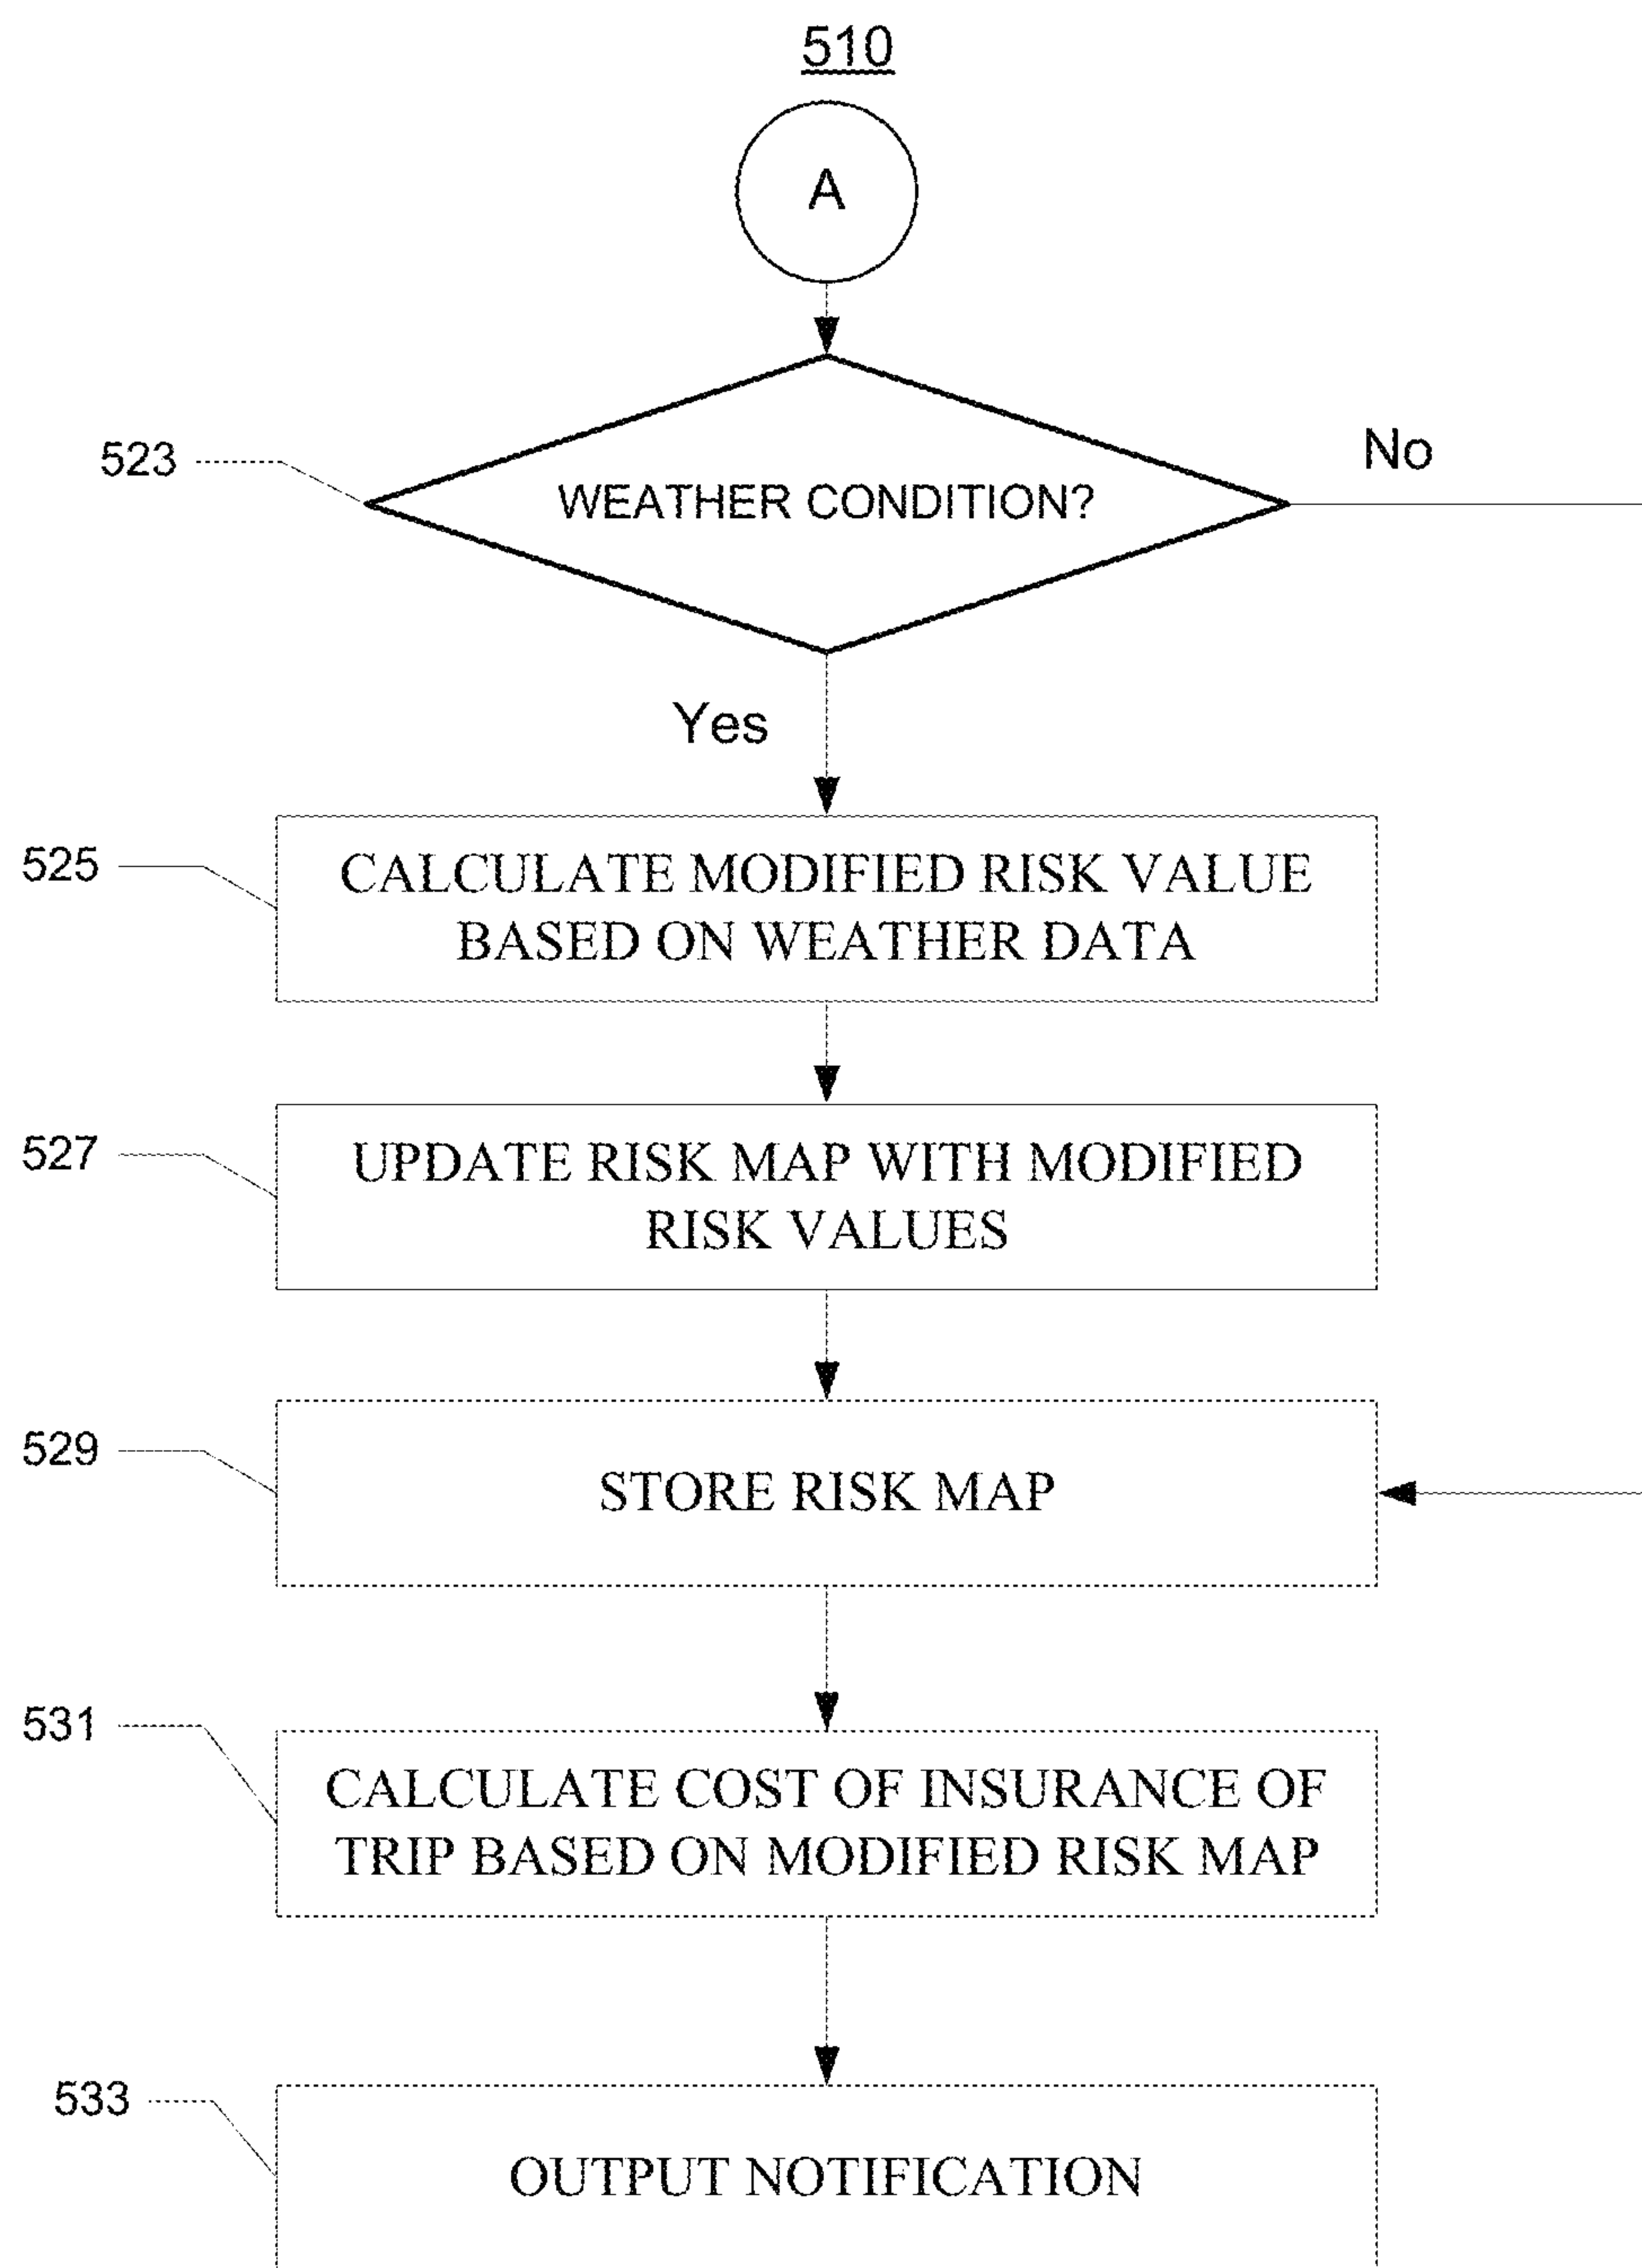 510
A
523
WEATHER CONDITION?
No
Yes
525
CALCULATE MODIFIED RISK VALUE
BASED ON WEATHER DATA
527
UPDATE RISK MAP WITH MODIFIED
RISK VALUES
529
STORE RISK MAP
531
CALCULATE COST OF INSURANCE OF
TRIP BASED ON MODIFIED RISK MAP
533
OUTPUT NOTIFICATION